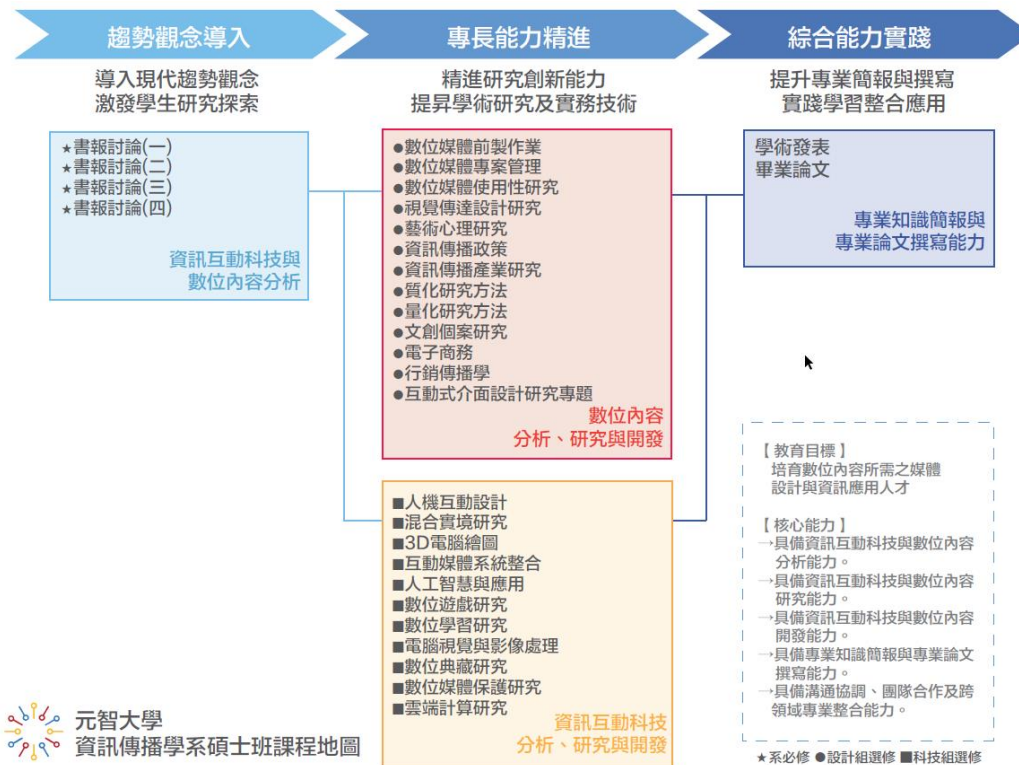 趨勢觀念導入
專長能力精進
綜合能力實踐
導入現代趨勢觀念
激發學生研究探索
精進研究創新能力
提昇學術研究及實務技術
提升專業簡報與撰寫
實踐學習整合應用
★書報討論(一)
★書報討論(二)
★書報討論(三)
★書報討論(四)
資訊互動科技與
數位內容分析
●數位媒體前製作業
●數位媒體專案管理
●數位媒體使用性研究
●視覺傳達設計研究
●藝術心理研究
●資訊傳播政策
●資訊傳播產業研究
●質化研究方法
●量化研究方法
●文創個案研究
●電子商務
●行銷傳播學
●互動式介面設計研究專題
數位內容
分析、研究與開發
■人機互動設計
■混合實境研究
■3D電腦繪圖
■互動媒體系統整合
■人工智慧與應用
■數位遊戲研究
■數位學習研究
■電腦視覺與影像處理
■數位典藏研究
■數位媒體保護研究
■雲端計算研究
資訊互動科技
分析、研究與開發
學術發表
畢業論文
專業知識簡報與
專業論文撰寫能力
【教育目標】
培育數位內容所需之媒體
設計與資訊應用人才
【核心能力】
→具備資訊互動科技與數位內容
分析能力。
→具備資訊互動科技與數位內容
研究能力。
→具備資訊互動科技與數位內容
開發能力。
→具備專業知識簡報與專業論文
撰寫能力。
→具備溝通協調、團隊合作及跨
領域專業整合能力。
元智大學
資訊傳播學系碩士班課程地圖
★系必修 ●設計組選修 ■科技組選修